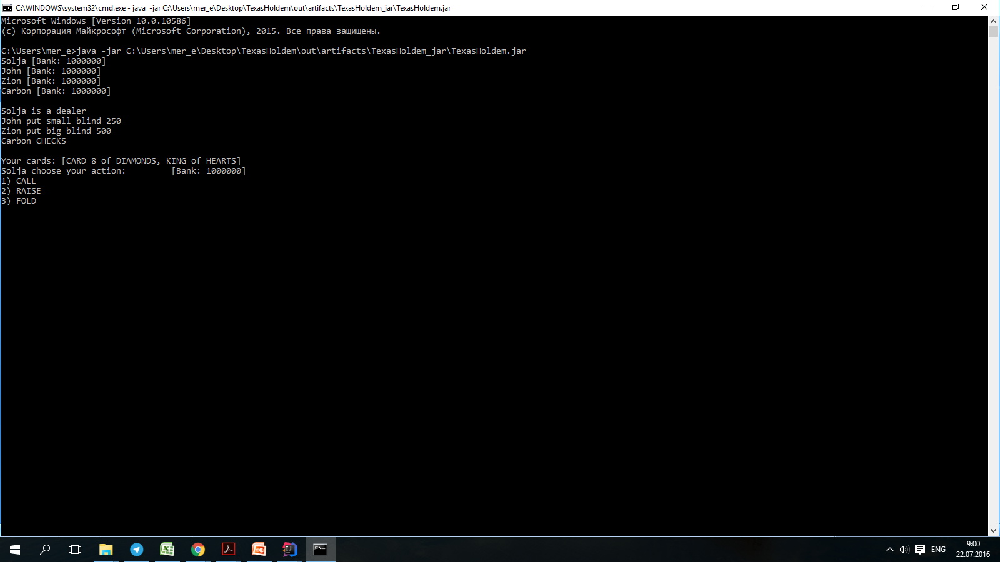 C:\WINDOWS\system32\cmd.exe - java  -jar C:\Users\mer_e\Desktop\TexasHoldem\out\artifacts\TexasHoldem_jar\TexasHoldem.jar
Microsoft Windows [Version 10.0.10586]
(c) Корпорация Майкрософт (Microsoft Corporation), 2015. Все права защищены.
C:\Users\mer_e>java -jar C:\Users\mer_e\Desktop\TexasHoldem\out\artifacts\TexasHoldem_jar\TexasHoldem.jar
Solja [Bank: 1000000]
John [Bank: 1000000]
Zion [Bank: 1000000]
Carbon [Bank: 1000000]
Solja is a dealer
John put small blind 250
Zion put big blind 500
Carbon CHECKS
Your cards: [CARD_8 of DIAMONDS, KING of HEARTS]
Solja choose your action:         [Bank: 1000000]
1) CALL
2) RAISE
3) FOLD
ENG
9:00
22.07.2016